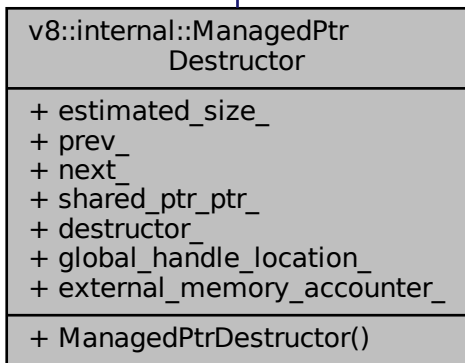 v8::internal::ManagedPtr
Destructor
+ estimated_size_
+ prev_
+ next_
+ shared_ptr_ptr_
+ destructor_
+ global_handle_location_
+ external_memory_accounter_
+ ManagedPtrDestructor()